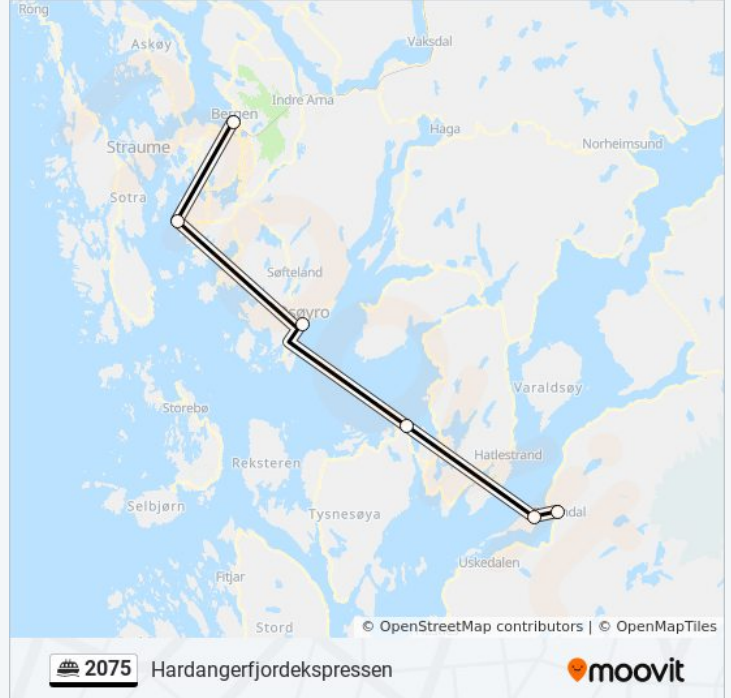 Rong
Askøy
Vaksdal
Indre Arna
Bergen
Haga
Straume
Norheimsund
Sotra
Søfteland
Varaldsøy
Storebø
Hatlestrand
Reksteren
Selbjørn
Tysnesøya
Uskedalen
Fitjar
Stord
© OpenStreetMap contributors | © OpenMapTiles
2075 Hardangerfjordekspressen
moovit